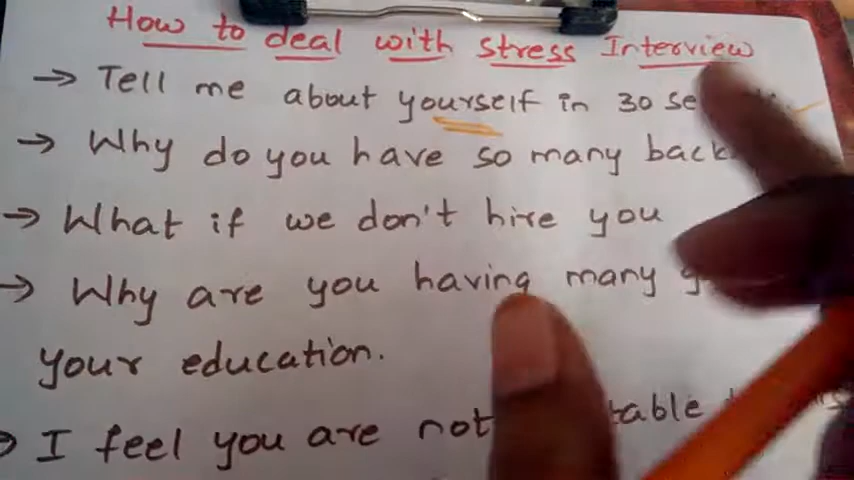 How to deal with stress Interview
→ Tell me about yourself in 30
→ Why do you have so many
→ What if we don't hire you
→ Why are you having many
your education.
→ I feel you are not